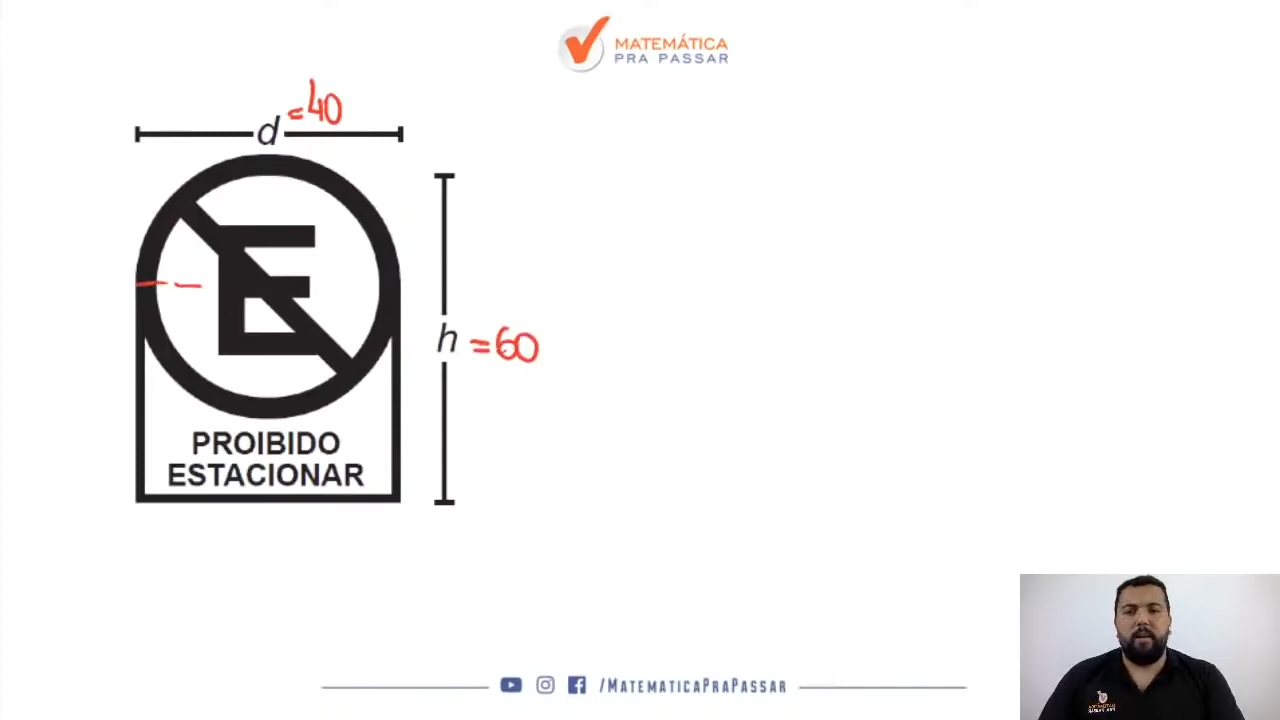 MATEMÁTICA
PRA PASSAR
d = 40
E
h = 60
PROIBIDO
ESTACIONAR
/MATEMATICAPRAPASSAR